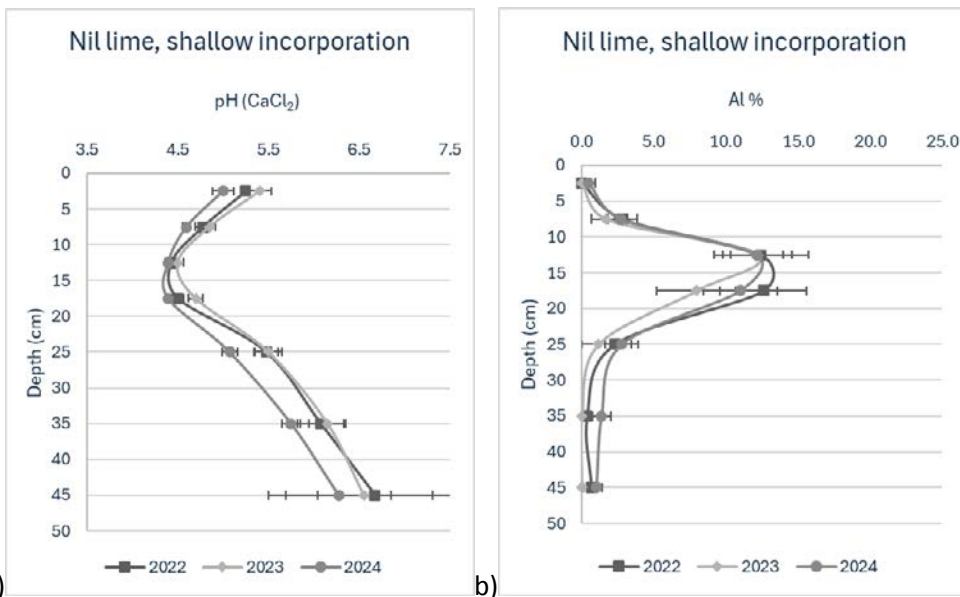 Nil lime, shallow incorporation
pH (CaCl₂)
3.5 4.5 5.5 6.5 7.5
0
5
10
15
20
25
30
35
40
45
50
Depth (cm)
2022 2023 2024
)
Nil lime, shallow incorporation
Al %
0.0 5.0 10.0 15.0 20.0 25.0
0
5
10
15
20
25
30
35
40
45
50
Depth (cm)
2022 2023 2024
b)